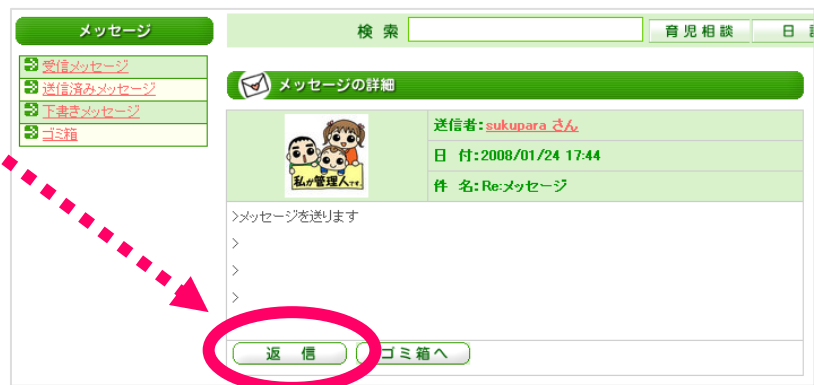 メッセージ
検 索
育児相談
日
受信メッセージ
送信済みメッセージ
下書きメッセージ
ゴミ箱
メッセージの詳細
私が管理人です。
送信者:sukupara さん
日 付:2008/01/24 17:44
件 名:Re:メッセージ
>メッセージを送ります
>
>
>
返 信
ゴミ箱へ